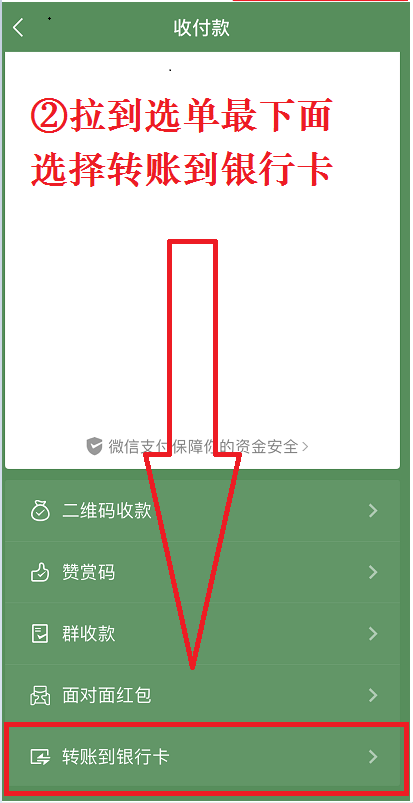 收付款
②拉到选单最下面
选择转账到银行卡
微信支付保障你的资金安全
二维码收款
赞赏码
群收款
面对面红包
转账到银行卡